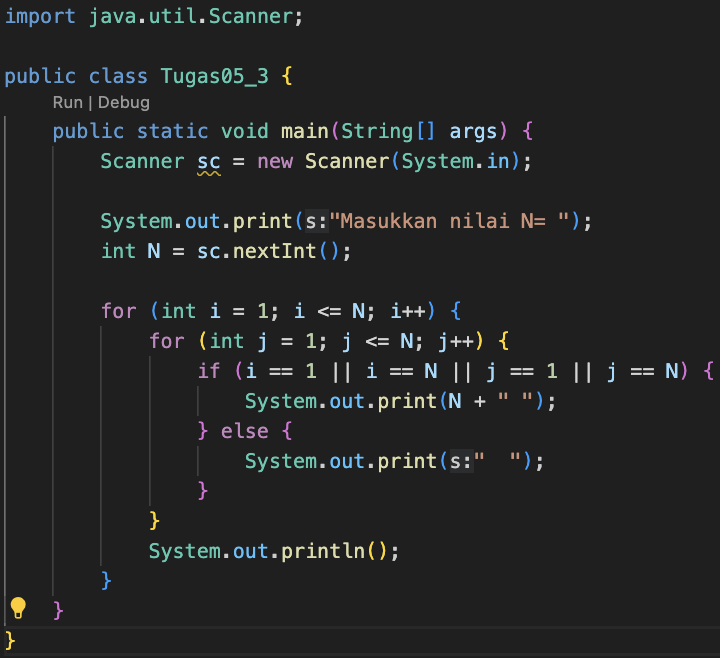 import java.util.Scanner;
public class Tugas05_3 {
Run | Debug
public static void main(String[] args) {
Scanner sc = new Scanner(System.in);
System.out.print(s:"Masukkan nilai N= ");
int N = sc.nextInt();
for (int i = 1; i <= N; i++) {
for (int j = 1; j <= N; j++) {
if (i == 1 || i == N || j == 1 || j == N) {
System.out.print(N + " ");
} else {
System.out.print(s:"  ");
}
}
System.out.println();
}
}
}